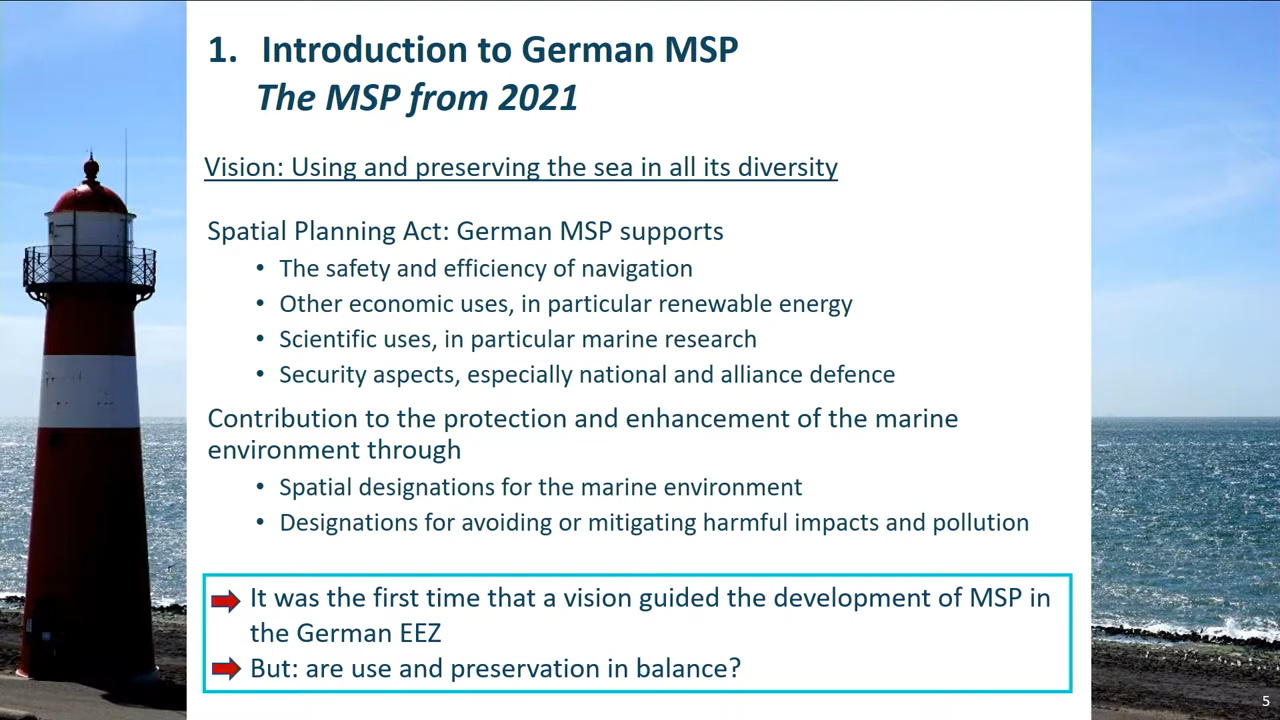 1. Introduction to German MSP
The MSP from 2021
Vision: Using and preserving the sea in all its diversity
Spatial Planning Act: German MSP supports
• The safety and efficiency of navigation
• Other economic uses, in particular renewable energy
• Scientific uses, in particular marine research
• Security aspects, especially national and alliance defence
Contribution to the protection and enhancement of the marine
environment through
• Spatial designations for the marine environment
• Designations for avoiding or mitigating harmful impacts and pollution
It was the first time that a vision guided the development of MSP in
the German EEZ
But: are use and preservation in balance?
5